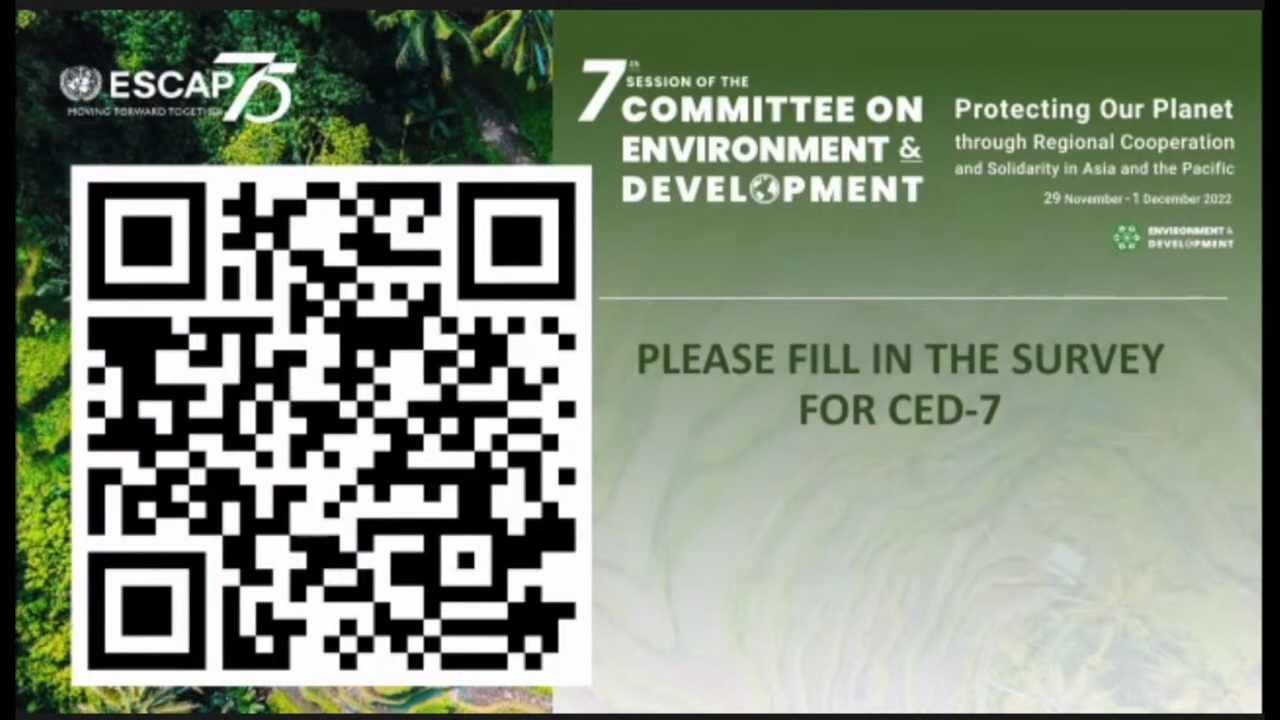 ESCAP 75
MOVING FORWARD TOGETHER
7th SESSION OF THE
COMMITTEE ON
ENVIRONMENT &
DEVELOPMENT
Protecting Our Planet
through Regional Cooperation
and Solidarity in Asia and the Pacific
29 November - 1 December 2022
ENVIRONMENT &
DEVELOPMENT
PLEASE FILL IN THE SURVEY
FOR CED-7